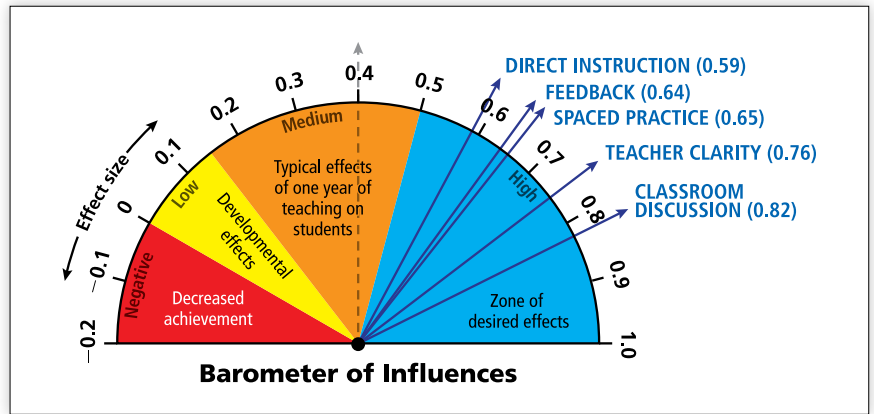 DIRECT INSTRUCTION (0.59)
FEEDBACK (0.64)
SPACED PRACTICE (0.65)
TEACHER CLARITY (0.76)
CLASSROOM
DISCUSSION (0.82)
Effect size
−0.2
−0.1
0
0.1
0.2
0.3
0.4
0.5
0.6
0.7
0.8
0.9
1.0
Negative
Low
Medium
High
Decreased
achievement
Developmental
effects
Typical effects
of one year of
teaching on
students
Zone of
desired effects
Barometer of Influences